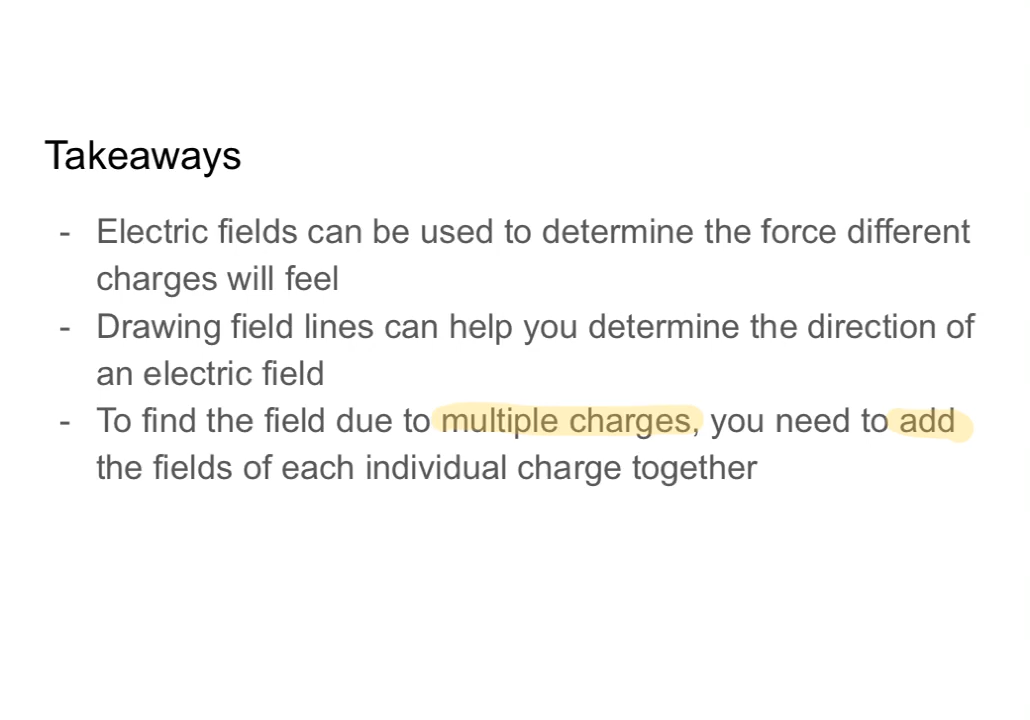 Takeaways
- Electric fields can be used to determine the force different
charges will feel
- Drawing field lines can help you determine the direction of
an electric field
- To find the field due to multiple charges, you need to add
the fields of each individual charge together